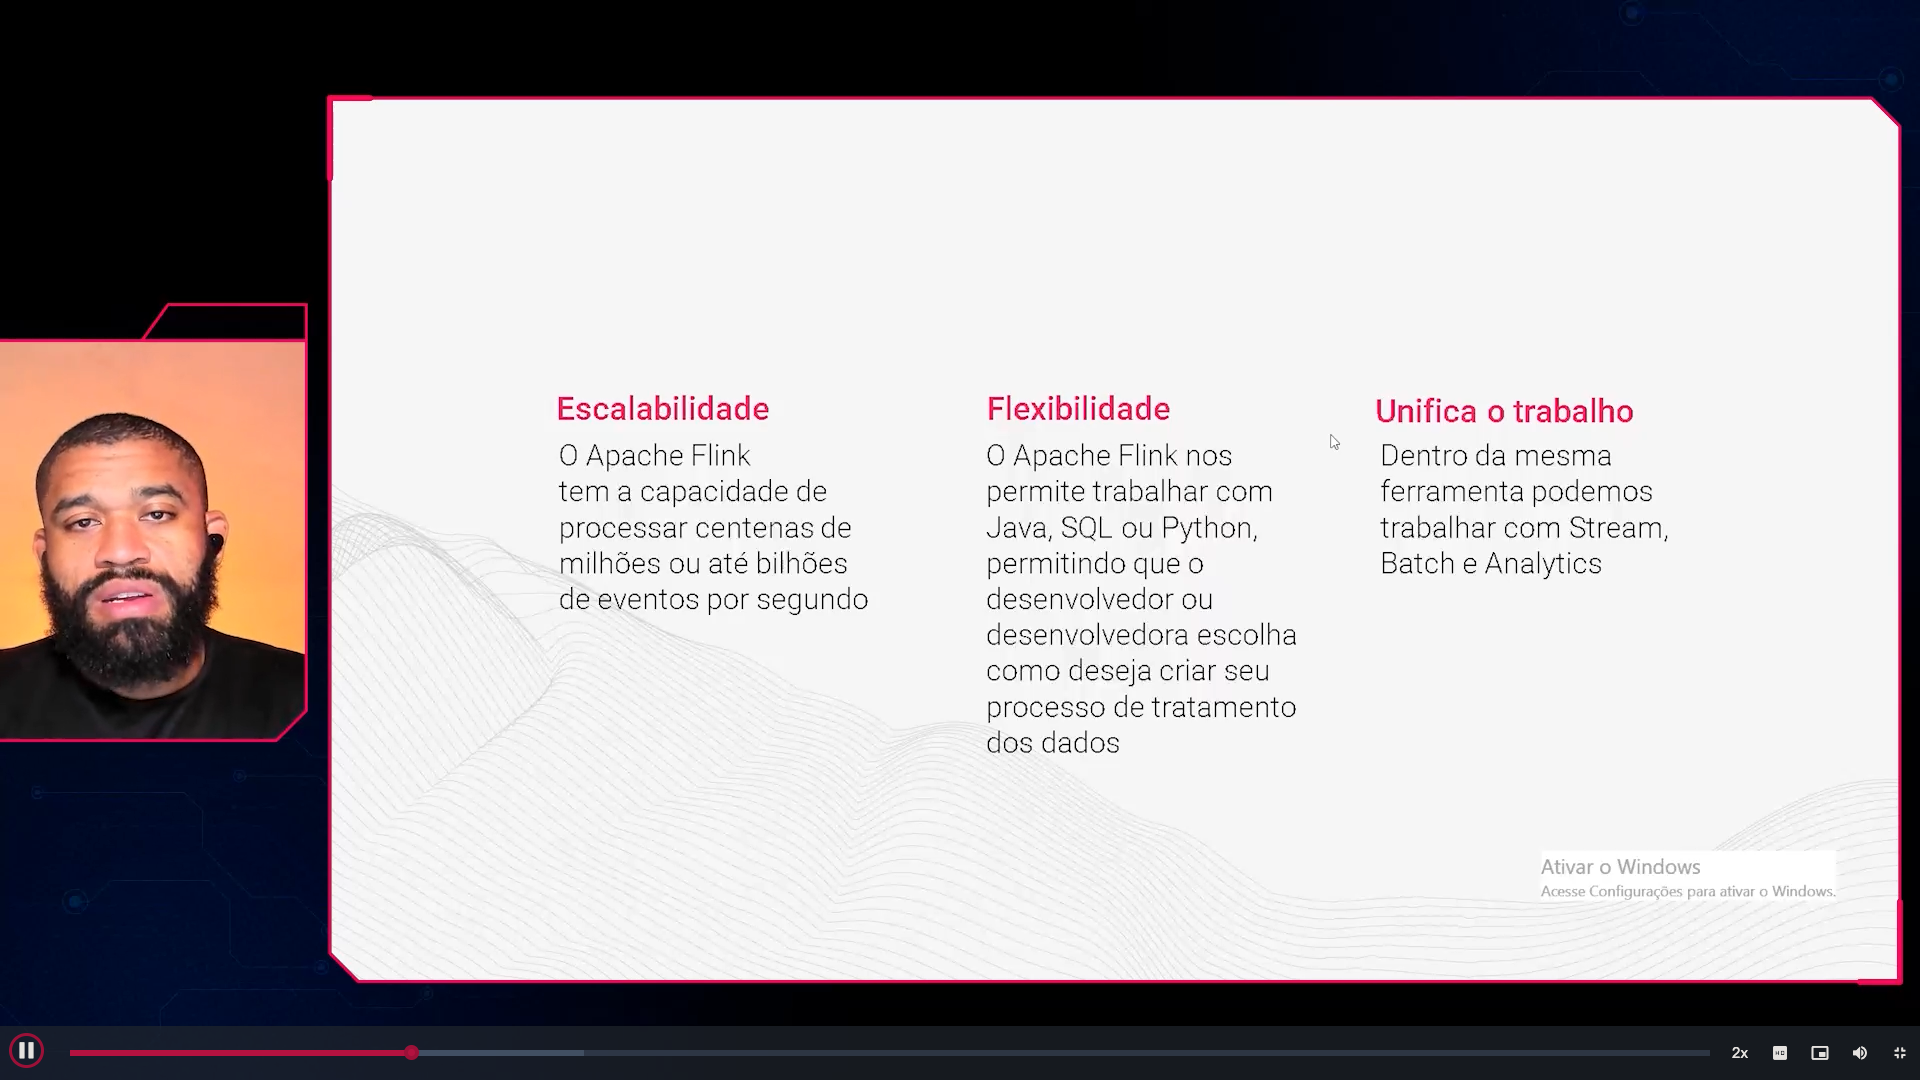 Escalabilidade
O Apache Flink
tem a capacidade de
processar centenas de
milhões ou até bilhões
de eventos por segundo
Flexibilidade
O Apache Flink nos
permite trabalhar com
Java, SQL ou Python,
permitindo que o
desenvolvedor ou
desenvolvedora escolha
como deseja criar seu
processo de tratamento
dos dados
Unifica o trabalho
Dentro da mesma
ferramenta podemos
trabalhar com Stream,
Batch e Analytics
Ativar o Windows
Acesse Configurações para ativar o Windows.
2x
HD